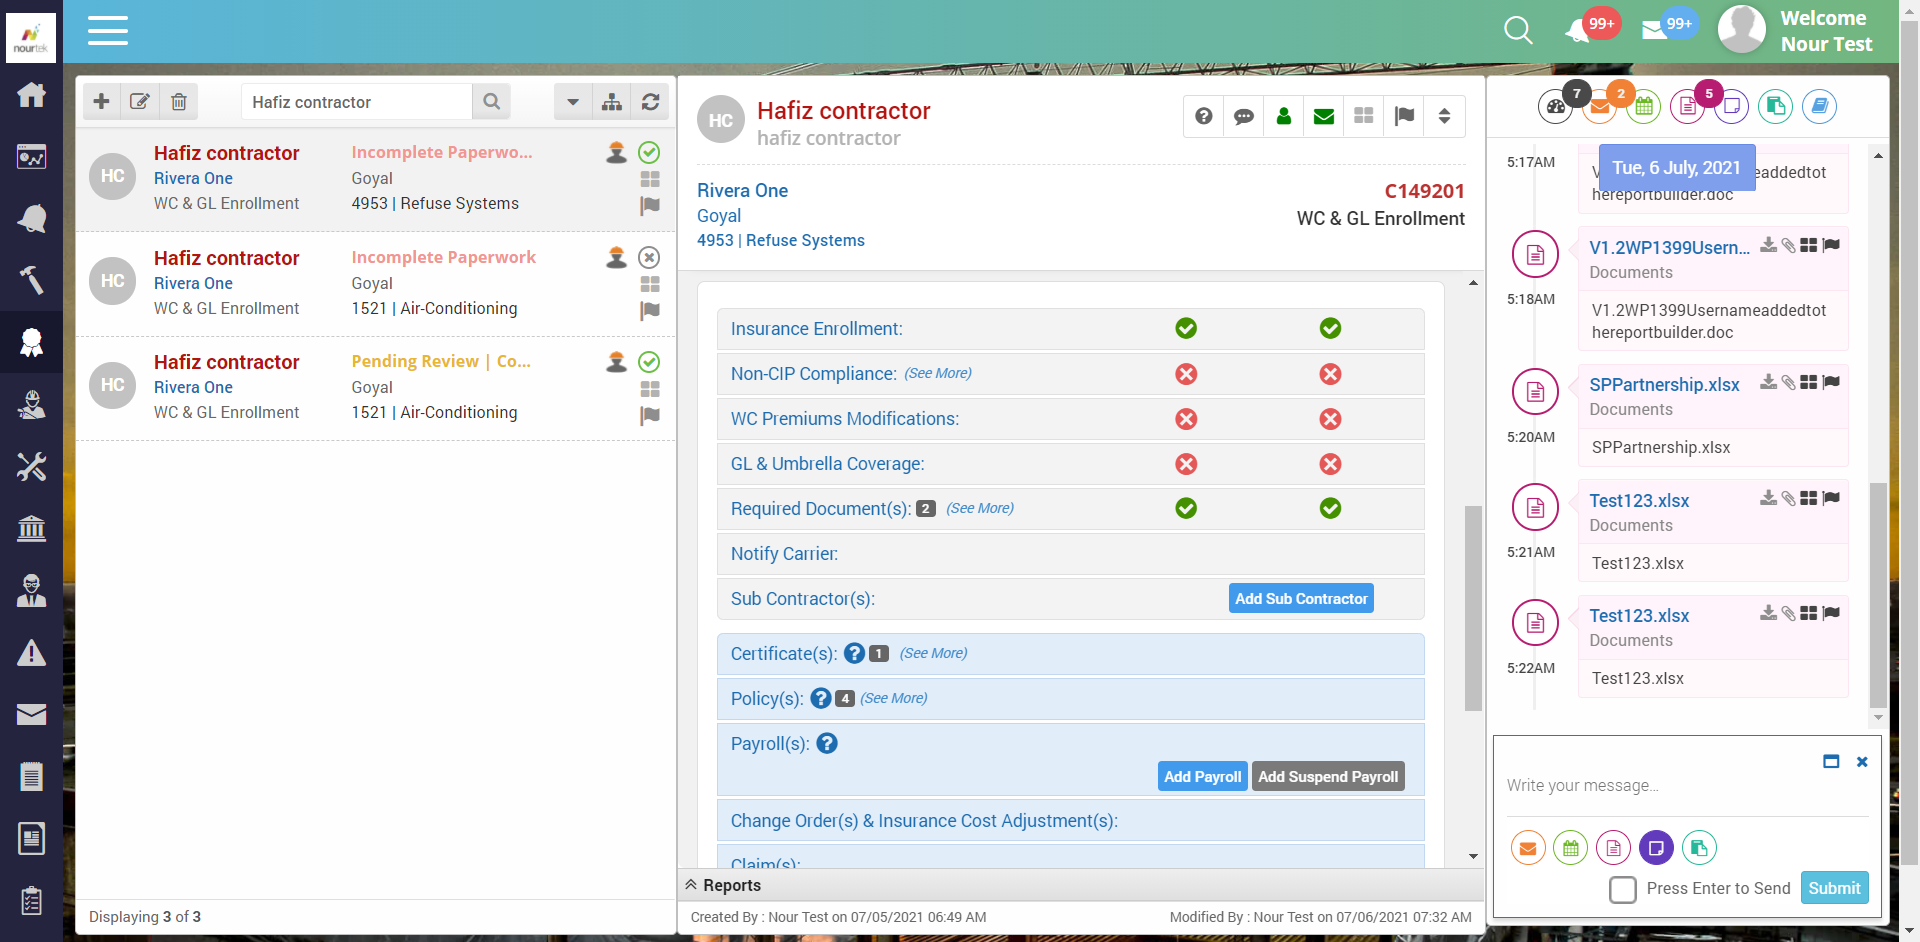 nourtek
99+
99+
Welcome
Nour Test
Hafiz contractor
HC
Hafiz contractor
Incomplete Paperwo...
Rivera One
Goyal
WC & GL Enrollment
4953 | Refuse Systems
HC
Hafiz contractor
Incomplete Paperwork
Rivera One
Goyal
WC & GL Enrollment
1521 | Air-Conditioning
HC
Hafiz contractor
Pending Review | Co...
Rivera One
Goyal
WC & GL Enrollment
1521 | Air-Conditioning
Displaying 3 of 3
HC
Hafiz contractor
hafiz contractor
Rivera One
C149201
Goyal
WC & GL Enrollment
4953 | Refuse Systems
Insurance Enrollment:
Non-CIP Compliance: (See More)
WC Premiums Modifications:
GL & Umbrella Coverage:
Required Document(s): 2 (See More)
Notify Carrier:
Sub Contractor(s):
Add Sub Contractor
Certificate(s): ? 1 (See More)
Policy(s): ? 4 (See More)
Payroll(s): ?
Add Payroll
Add Suspend Payroll
Change Order(s) & Insurance Cost Adjustment(s):
Claim(s):
Reports
Created By : Nour Test on 07/05/2021 06:49 AM
Modified By : Nour Test on 07/06/2021 07:32 AM
7
2
5
Tue, 6 July, 2021
5:17AM
eaddedtot
hereportbuilder.doc
V1.2WP1399Usern...
Documents
5:18AM
V1.2WP1399Usernameaddedtot
hereportbuilder.doc
SPPartnership.xlsx
Documents
5:20AM
SPPartnership.xlsx
Test123.xlsx
Documents
5:21AM
Test123.xlsx
Test123.xlsx
Documents
5:22AM
Test123.xlsx
Write your message...
Press Enter to Send
Submit